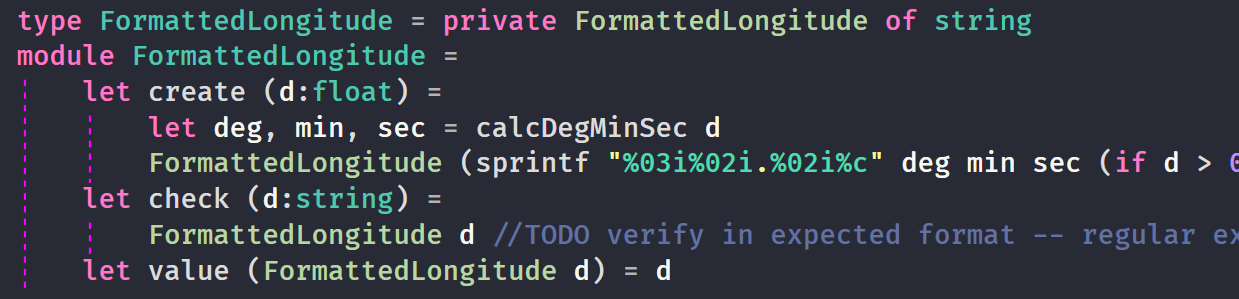 type FormattedLongitude = private FormattedLongitude of string
module FormattedLongitude =
let create (d:float) =
let deg, min, sec = calcDegMinSec d
FormattedLongitude (sprintf "%03i%02i.%02i%c" deg min sec (if d > 0
let check (d:string) =
FormattedLongitude d //TODO verify in expected format -- regular ex
let value (FormattedLongitude d) = d